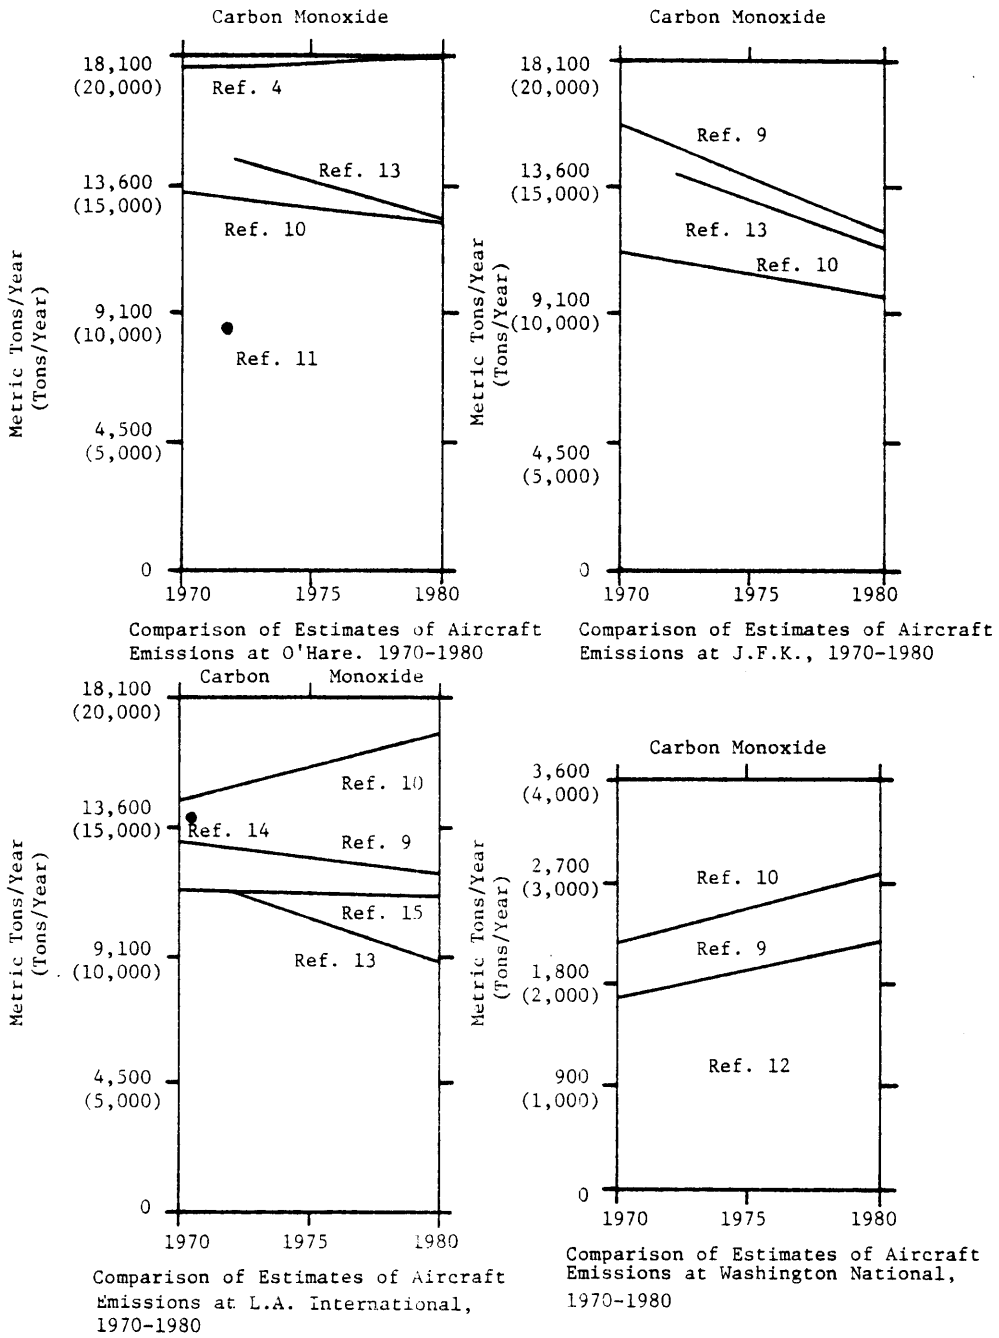 Carbon Monoxide
18,100
(20,000)
Ref. 4
Ref. 13
13,600
(15,000)
Ref. 10
9,100
(10,000)
Ref. 11
4,500
(5,000)
0
Metric Tons/Year
(Tons/Year)
1970 1975 1980
Comparison of Estimates of Aircraft
Emissions at O'Hare. 1970-1980
Carbon Monoxide
18,100
(20,000)
Ref. 9
13,600
(15,000)
Ref. 13
Ref. 10
9,100
(10,000)
4,500
(5,000)
0
Metric Tons/Year
(Tons/Year)
1970 1975 1980
Comparison of Estimates of Aircraft
Emissions at J.F.K., 1970-1980
Carbon Monoxide
18,100
(20,000)
Ref. 10
13,600
(15,000)
Ref. 14
Ref. 9
Ref. 15
9,100
(10,000)
Ref. 13
4,500
(5,000)
0
Metric Tons/Year
(Tons/Year)
1970 1975 1980
Comparison of Estimates of Aircraft
Emissions at L.A. International,
1970-1980
Carbon Monoxide
3,600
(4,000)
2,700
(3,000)
Ref. 10
Ref. 9
1,800
(2,000)
Ref. 12
900
(1,000)
0
Metric Tons/Year
(Tons/Year)
1970 1975 1980
Comparison of Estimates of Aircraft
Emissions at Washington National,
1970-1980